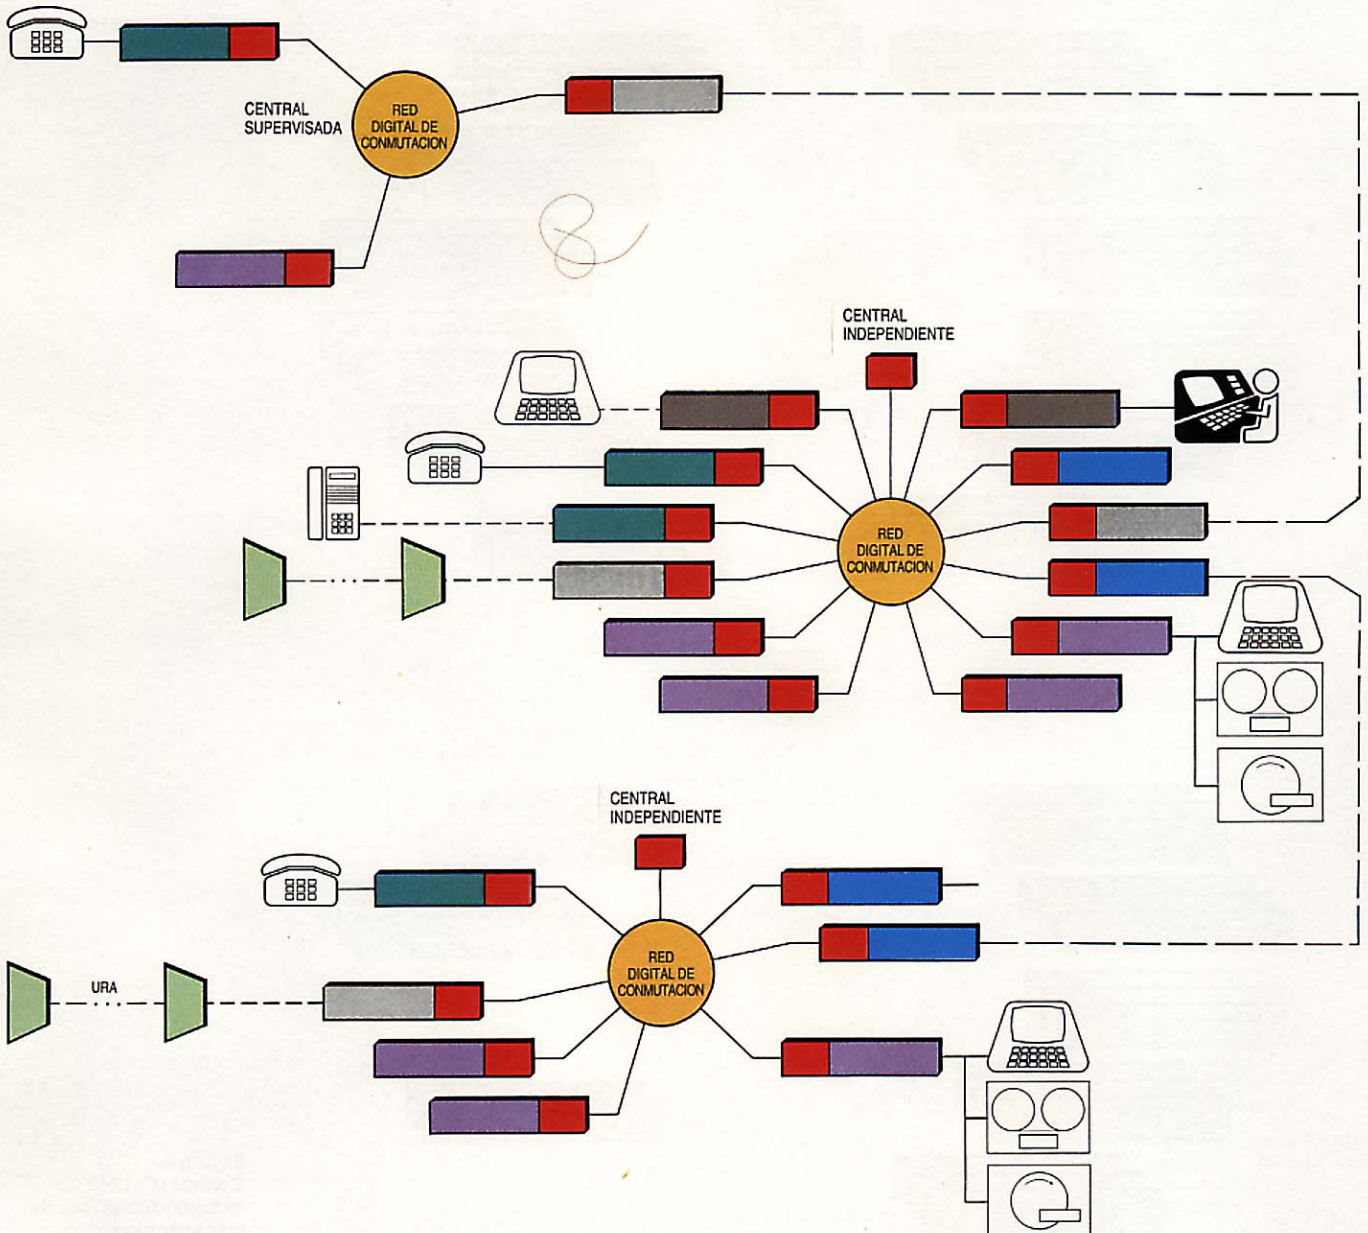 CENTRAL
SUPERVISADA
RED
DIGITAL DE
CONMUTACION
CENTRAL
INDEPENDIENTE
RED
DIGITAL DE
CONMUTACION
CENTRAL
INDEPENDIENTE
RED
DIGITAL DE
CONMUTACION
URA